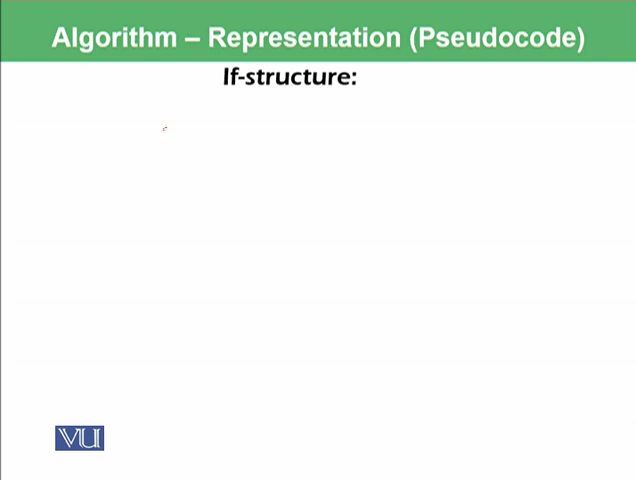 Algorithm – Representation (Pseudocode)
If-structure:
VU